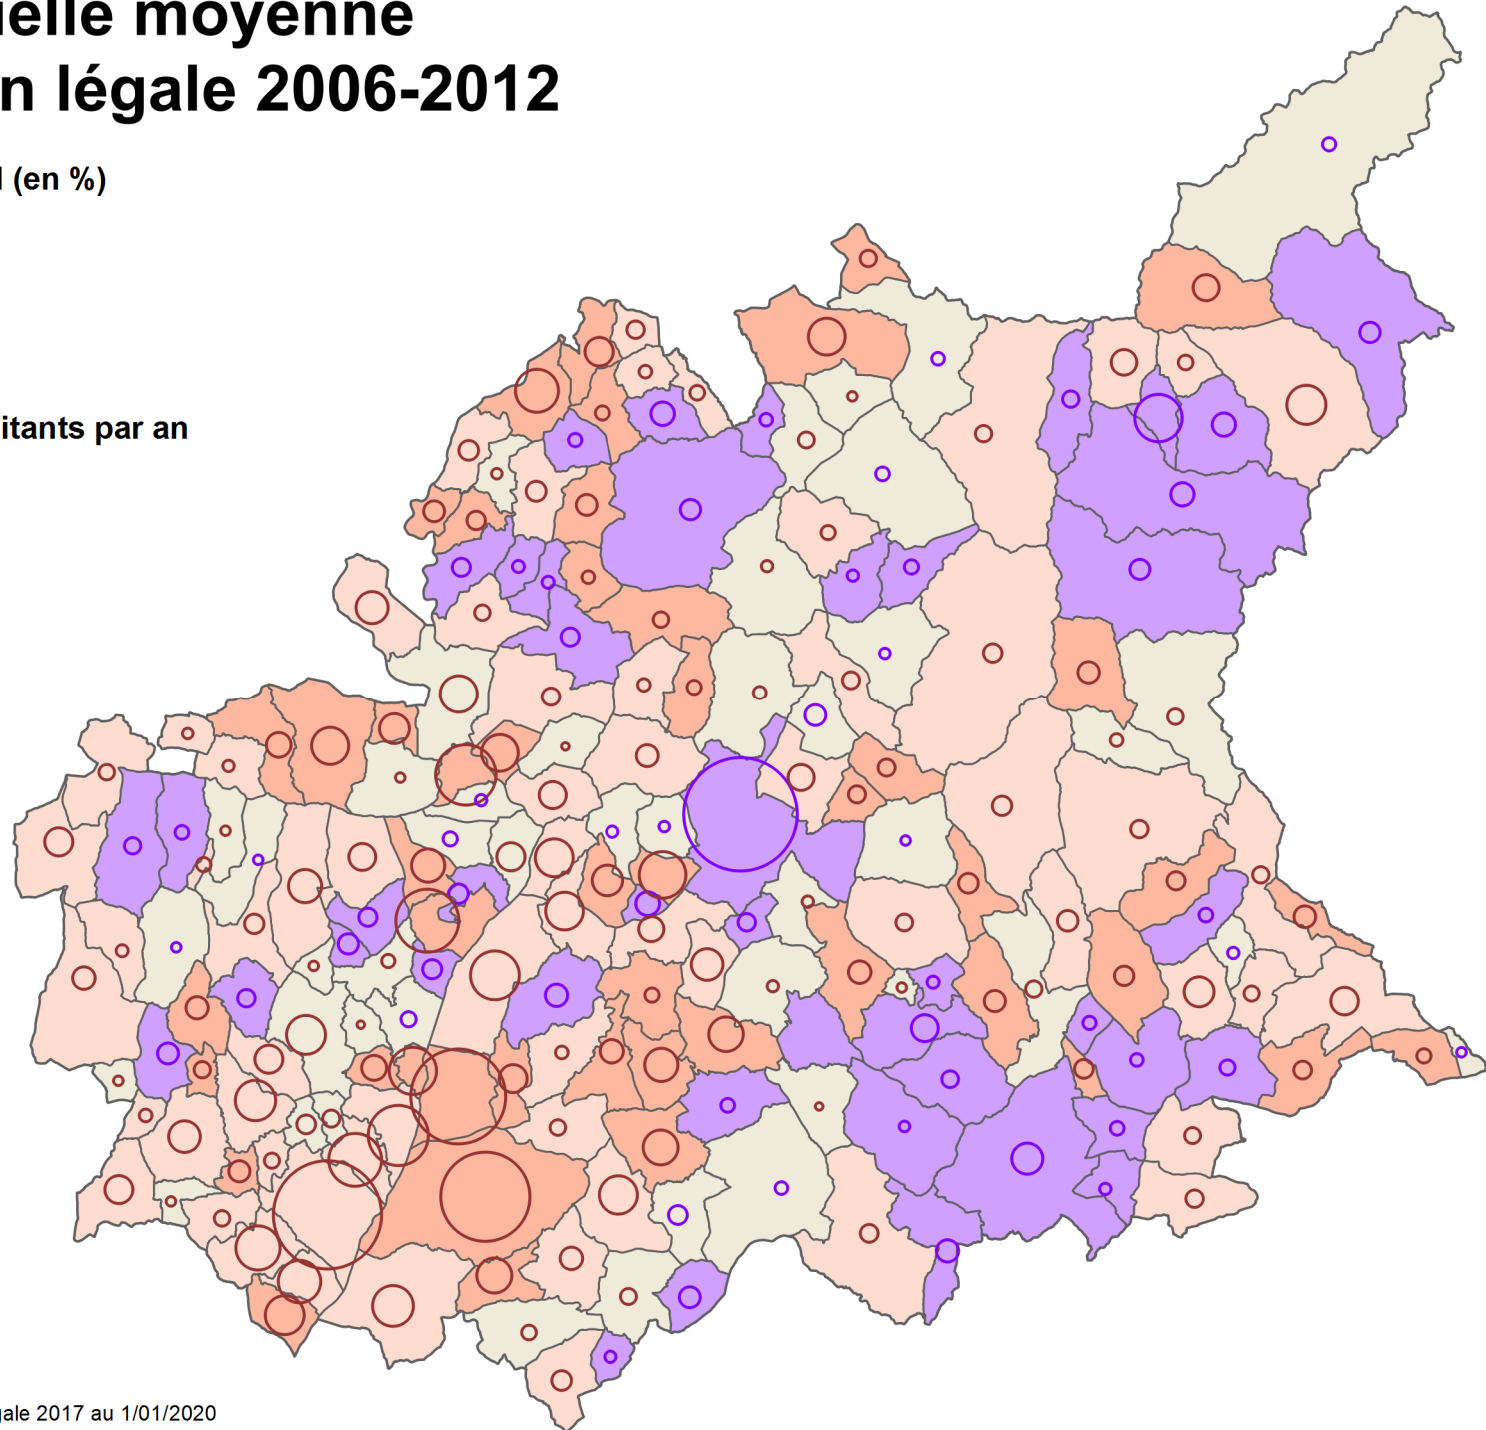 uelle moyenne
n légale 2006-2012
(en %)
itants par an
gale 2017 au 1/01/2020